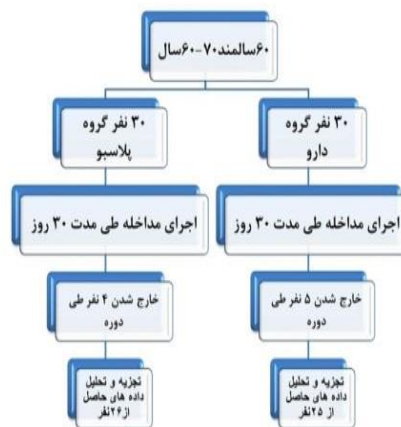 ۶۰سالمند۷۰-۶۰سال
۳۰ نفر گروه
دارو
۳۰ نفر گروه
پلاسبو
اجرای مداخله طی مدت ۳۰ روز
اجرای مداخله طی مدت ۳۰ روز
خارج شدن ۵ نفر طی
دوره
خارج شدن ۴ نفر طی
دوره
تجزیه و تحلیل
داده های حاصل
از ۲۵نفر
تجزیه و تحلیل
داده های حاصل
از۲۶نفر